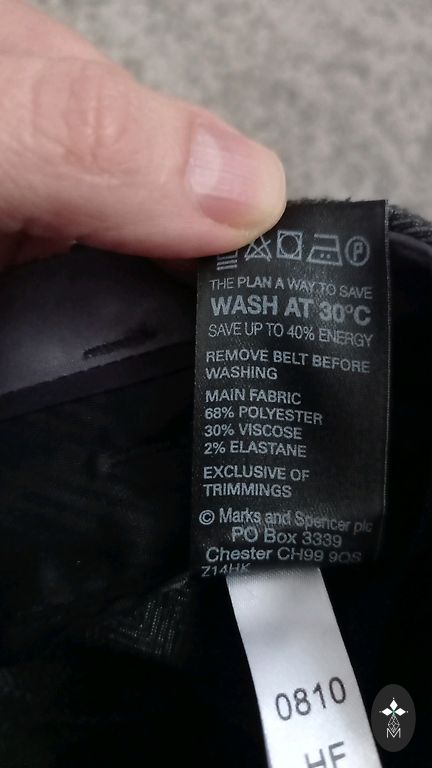 P
THE PLAN A WAY TO SAVE
WASH AT 30°C
SAVE UP TO 40% ENERGY
REMOVE BELT BEFORE
WASHING
MAIN FABRIC
68% POLYESTER
30% VISCOSE
2% ELASTANE
EXCLUSIVE OF
TRIMMINGS
© Marks and Spencer plc
PO Box 3339
Chester CH99 9QS
Z14HK
0810
HF
M